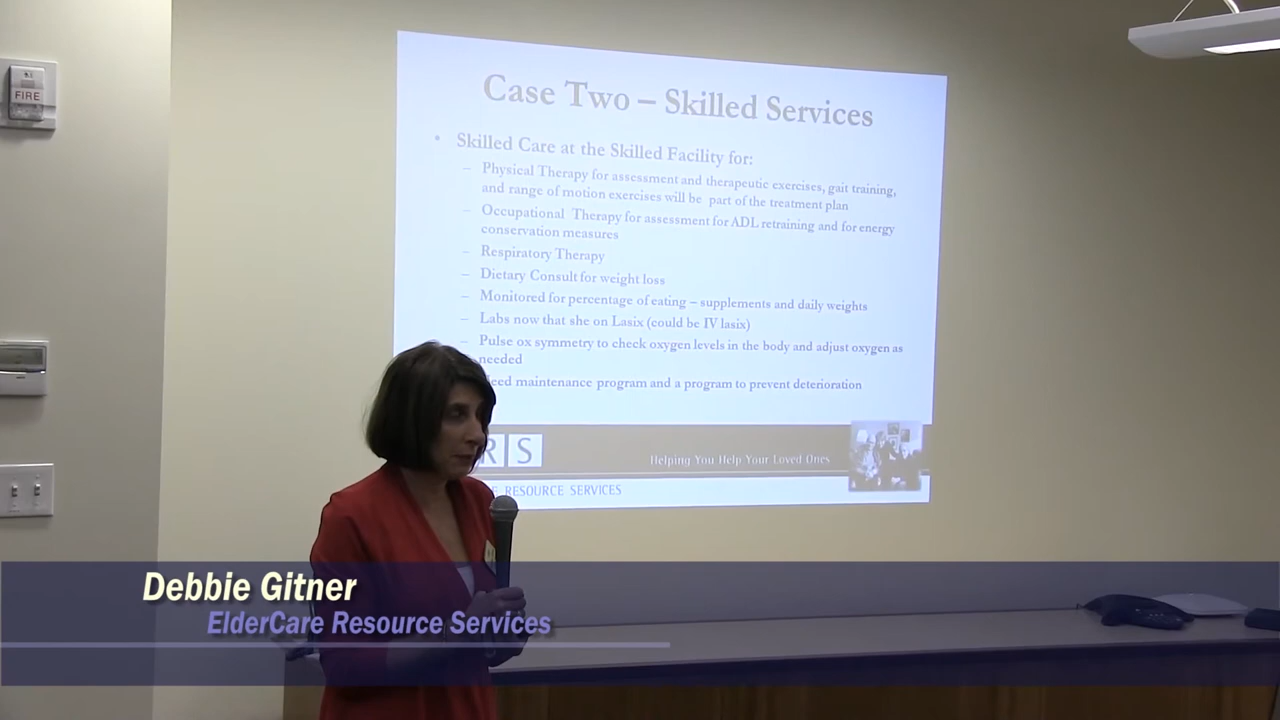 FIRE
Case Two – Skilled Services
• Skilled Care at the Skilled Facility for:
– Physical Therapy for assessment and therapeutic exercises, gait training,
and range of motion exercises will be part of the treatment plan
– Occupational Therapy for assessment for ADL retraining and for energy
conservation measures
– Respiratory Therapy
– Dietary Consult for weight loss
– Monitored for percentage of eating – supplements and daily weights
– Labs now that she on Lasix (could be IV lasix)
– Pulse ox symmetry to check oxygen levels in the body and adjust oxygen as
needed
maintenance program and a program to prevent deterioration
R S
Helping You Help Your Loved Ones
RESOURCE SERVICES
Debbie Gitner
ElderCare Resource Services